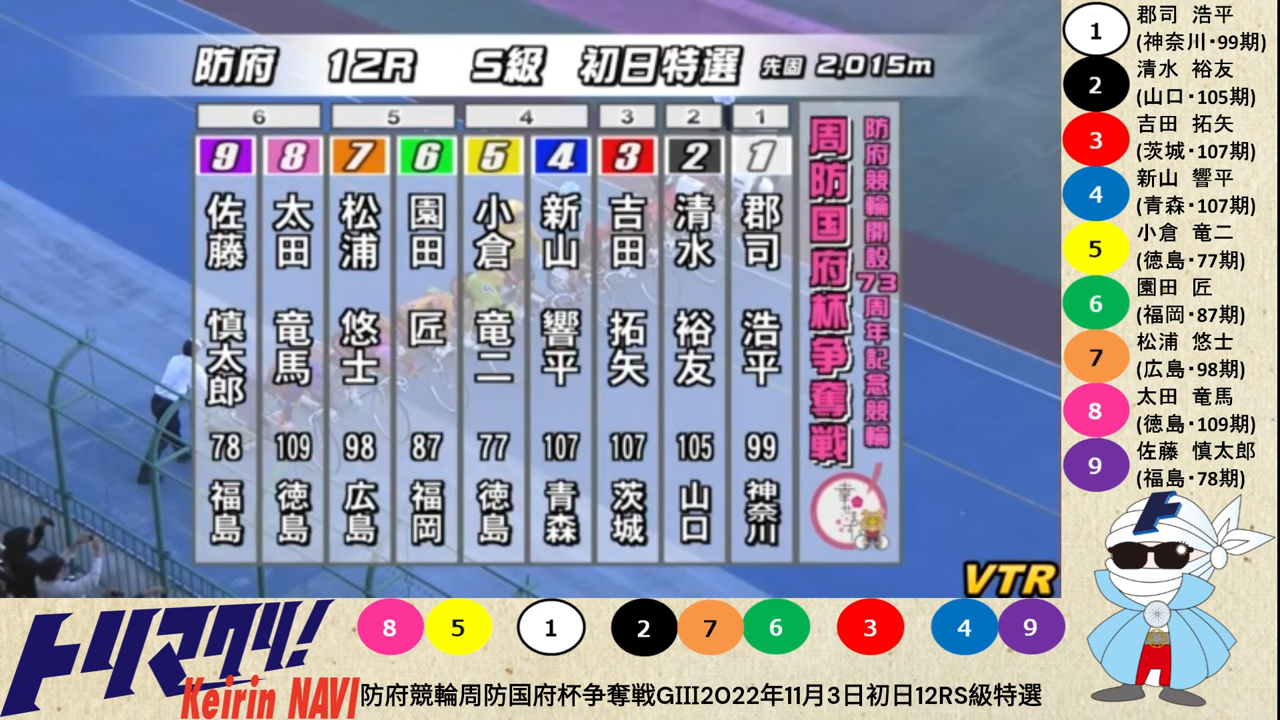 防府 12R S級 初日特選 先固 2,015m
6 5 4 3 2 1
9 8 7 6 5 4 3 2 1
佐藤 慎太郎 78 福島
太田 竜馬 109 徳島
松浦 悠士 98 広島
園田 匠 87 福岡
小倉 竜二 77 徳島
新山 響平 107 青森
吉田 拓矢 107 茨城
清水 裕友 105 山口
郡司 浩平 99 神奈川
周防国府杯争奪戦
防府競輪開設73周年記念競輪
VTR
1 郡司 浩平
(神奈川・99期)
2 清水 裕友
(山口・105期)
3 吉田 拓矢
(茨城・107期)
4 新山 響平
(青森・107期)
5 小倉 竜二
(徳島・77期)
6 園田 匠
(福岡・87期)
7 松浦 悠士
(広島・98期)
8 太田 竜馬
(徳島・109期)
9 佐藤 慎太郎
(福島・78期)
ト
トリマクリ!
Keirin NAVI
8 5 1 2 7 6 3 4 9
防府競輪周防国府杯争奪戦GIII2022年11月3日初日12RS級特選